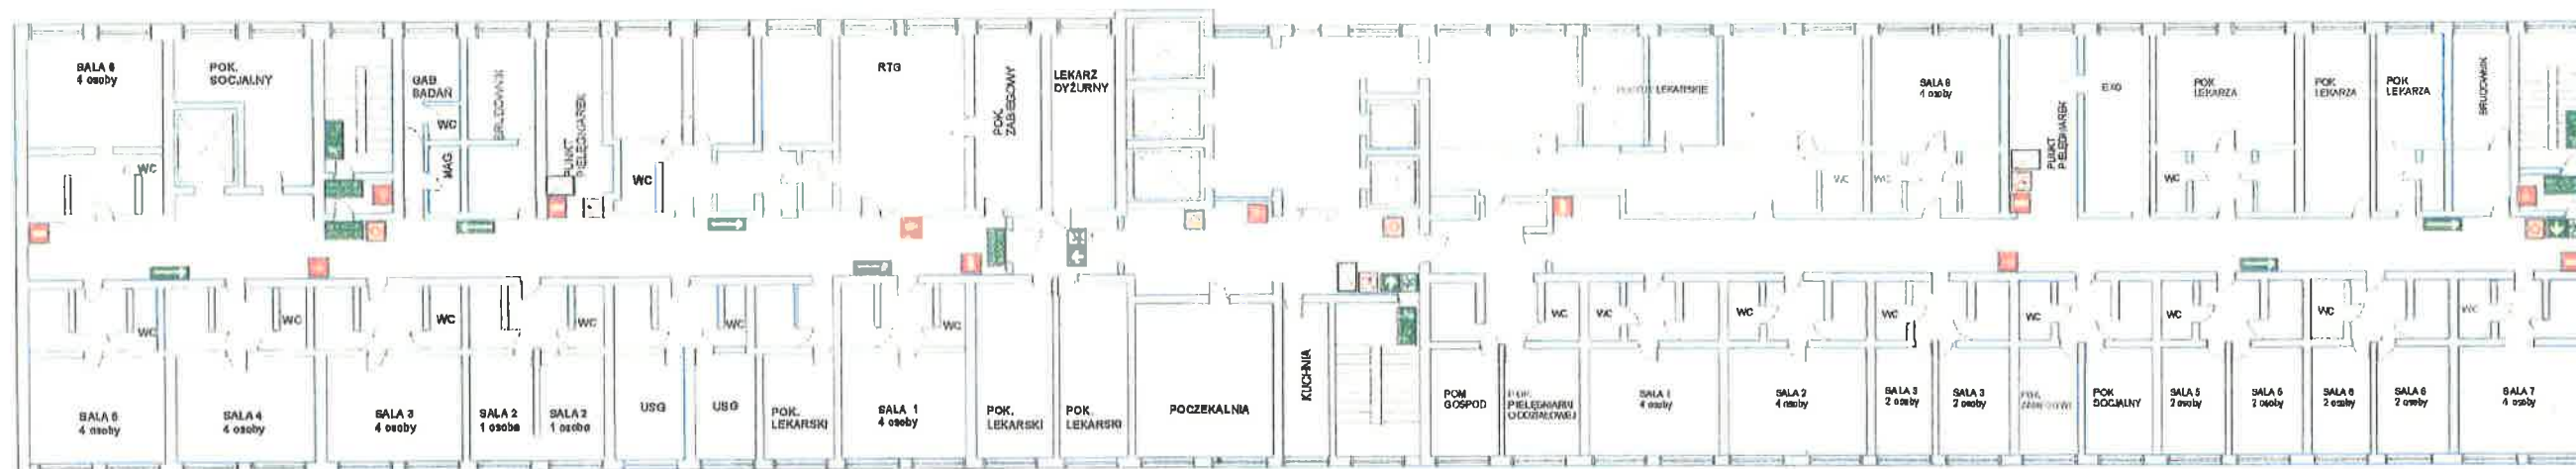 SALA 6
4 osoby
POK.
SOCJALNY
GAB
BADAŃ
WC
MAG.
BRUDOWNIK
PUNKT
PIELĘGNIAREK
WC
WC
RTG
POK.
ZABIEGOWY
LEKARZ
DYŻURNY
LEKARSKIE
WC
WC
SALA 8
4 osoby
PUNKT
PIELĘGNIAREK
EKG
POK
LEKARZA
WC
POK
LEKARZA
POK
LEKARZA
BRUDOWNIK
WC
SALA 5
4 osoby
WC
SALA 4
4 osoby
WC
SALA 3
4 osoby
SALA 2
1 osoba
WC
SALA 2
1 osoba
USG
WC
USG
POK.
LEKARSKI
WC
SALA 1
4 osoby
POK.
LEKARSKI
POK.
LEKARSKI
POCZEKALNIA
KUCHNIA
POM
GOSPOD
WC
PIELĘGNIARKI
ODDZIAŁOWEJ
WC
SALA 1
4 osoby
WC
SALA 2
4 osoby
WC
SALA 3
2 osoby
SALA 3
2 osoby
WC
POK
SOCJALNY
WC
SALA 5
2 osoby
SALA 5
2 osoby
WC
SALA 6
2 osoby
SALA 6
2 osoby
WC
SALA 7
4 osoby